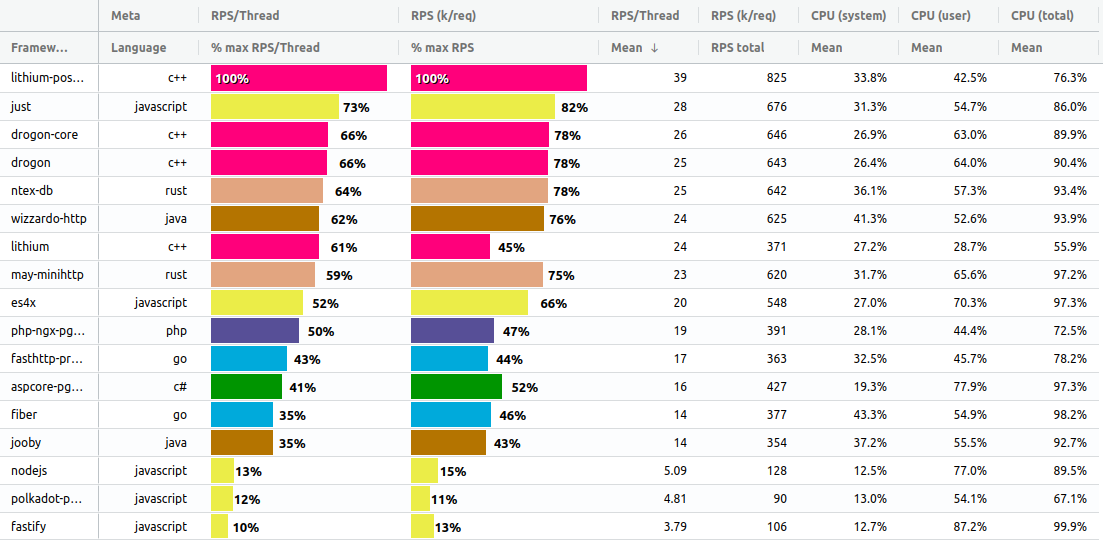 Meta RPS/Thread RPS (k/req) RPS/Thread RPS (k/req) CPU (system) CPU (user) CPU (total)
Framew... Language % max RPS/Thread % max RPS Mean ↓ RPS total Mean Mean Mean
lithium-pos... c++ 100% 100% 39 825 33.8% 42.5% 76.3%
just javascript 73% 82% 28 676 31.3% 54.7% 86.0%
drogon-core c++ 66% 78% 26 646 26.9% 63.0% 89.9%
drogon c++ 66% 78% 25 643 26.4% 64.0% 90.4%
ntex-db rust 64% 78% 25 642 36.1% 57.3% 93.4%
wizzardo-http java 62% 76% 24 625 41.3% 52.6% 93.9%
lithium c++ 61% 45% 24 371 27.2% 28.7% 55.9%
may-minihttp rust 59% 75% 23 620 31.7% 65.6% 97.2%
es4x javascript 52% 66% 20 548 27.0% 70.3% 97.3%
php-ngx-pg... php 50% 47% 19 391 28.1% 44.4% 72.5%
fasthttp-pr... go 43% 44% 17 363 32.5% 45.7% 78.2%
aspcore-pg... c# 41% 52% 16 427 19.3% 77.9% 97.3%
fiber go 35% 46% 14 377 43.3% 54.9% 98.2%
jooby java 35% 43% 14 354 37.2% 55.5% 92.7%
nodejs javascript 13% 15% 5.09 128 12.5% 77.0% 89.5%
polkadot-p... javascript 12% 11% 4.81 90 13.0% 54.1% 67.1%
fastify javascript 10% 13% 3.79 106 12.7% 87.2% 99.9%